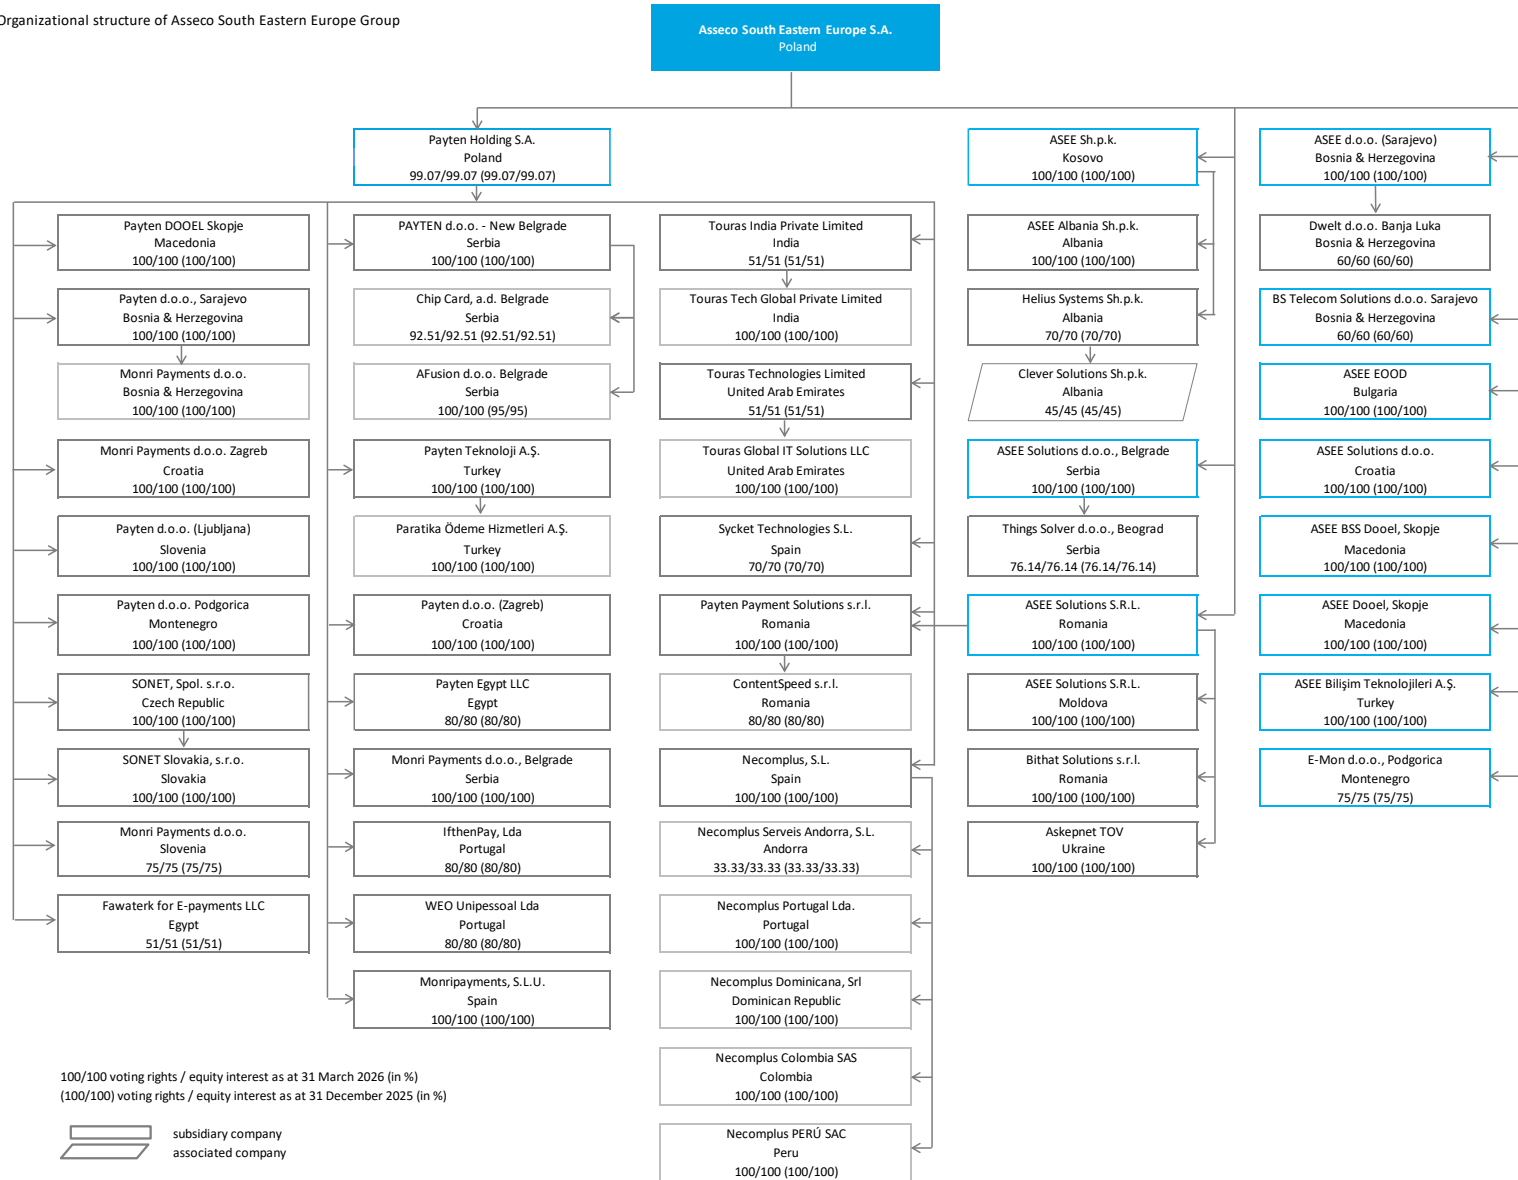 Organizational structure of Asseco South Eastern Europe Group
Asseco South Eastern Europe S.A.
Poland
Payten Holding S.A.
Poland
99.07/99.07 (99.07/99.07)
Payten DOOEL Skopje
Macedonia
100/100 (100/100)
Payten d.o.o., Sarajevo
Bosnia & Herzegovina
100/100 (100/100)
Monri Payments d.o.o.
Bosnia & Herzegovina
100/100 (100/100)
Monri Payments d.o.o. Zagreb
Croatia
100/100 (100/100)
Payten d.o.o. (Ljubljana)
Slovenia
100/100 (100/100)
Payten d.o.o. Podgorica
Montenegro
100/100 (100/100)
SONET, Spol. s.r.o.
Czech Republic
100/100 (100/100)
SONET Slovakia, s.r.o.
Slovakia
100/100 (100/100)
Monri Payments d.o.o.
Slovenia
75/75 (75/75)
Fawaterk for E-payments LLC
Egypt
51/51 (51/51)
PAYTEN d.o.o. - New Belgrade
Serbia
100/100 (100/100)
Chip Card, a.d. Belgrade
Serbia
92.51/92.51 (92.51/92.51)
AFusion d.o.o. Belgrade
Serbia
100/100 (95/95)
Payten Teknoloji A.Ş.
Turkey
100/100 (100/100)
Paratika Ödeme Hizmetleri A.Ş.
Turkey
100/100 (100/100)
Payten d.o.o. (Zagreb)
Croatia
100/100 (100/100)
Payten Egypt LLC
Egypt
80/80 (80/80)
Monri Payments d.o.o., Belgrade
Serbia
100/100 (100/100)
IfthenPay, Lda
Portugal
80/80 (80/80)
WEO Unipessoal Lda
Portugal
80/80 (80/80)
Monripayments, S.L.U.
Spain
100/100 (100/100)
Touras India Private Limited
India
51/51 (51/51)
Touras Tech Global Private Limited
India
100/100 (100/100)
Touras Technologies Limited
United Arab Emirates
51/51 (51/51)
Touras Global IT Solutions LLC
United Arab Emirates
100/100 (100/100)
Sycket Technologies S.L.
Spain
70/70 (70/70)
Payten Payment Solutions s.r.l.
Romania
100/100 (100/100)
ContentSpeed s.r.l.
Romania
80/80 (80/80)
Necomplus, S.L.
Spain
100/100 (100/100)
Necomplus Serveis Andorra, S.L.
Andorra
33.33/33.33 (33.33/33.33)
Necomplus Portugal Lda.
Portugal
100/100 (100/100)
Necomplus Dominicana, Srl
Dominican Republic
100/100 (100/100)
Necomplus Colombia SAS
Colombia
100/100 (100/100)
Necomplus PERÚ SAC
Peru
100/100 (100/100)
ASEE Sh.p.k.
Kosovo
100/100 (100/100)
ASEE Albania Sh.p.k.
Albania
100/100 (100/100)
Helius Systems Sh.p.k.
Albania
70/70 (70/70)
Clever Solutions Sh.p.k.
Albania
45/45 (45/45)
ASEE Solutions d.o.o., Belgrade
Serbia
100/100 (100/100)
Things Solver d.o.o., Beograd
Serbia
76.14/76.14 (76.14/76.14)
ASEE Solutions S.R.L.
Romania
100/100 (100/100)
ASEE Solutions S.R.L.
Moldova
100/100 (100/100)
Bithat Solutions s.r.l.
Romania
100/100 (100/100)
Askepnet TOV
Ukraine
100/100 (100/100)
ASEE d.o.o. (Sarajevo)
Bosnia & Herzegovina
100/100 (100/100)
Dwelt d.o.o. Banja Luka
Bosnia & Herzegovina
60/60 (60/60)
BS Telecom Solutions d.o.o. Sarajevo
Bosnia & Herzegovina
60/60 (60/60)
ASEE EOOD
Bulgaria
100/100 (100/100)
ASEE Solutions d.o.o.
Croatia
100/100 (100/100)
ASEE BSS Dooel, Skopje
Macedonia
100/100 (100/100)
ASEE Dooel, Skopje
Macedonia
100/100 (100/100)
ASEE Bilişim Teknolojileri A.Ş.
Turkey
100/100 (100/100)
E-Mon d.o.o., Podgorica
Montenegro
75/75 (75/75)
100/100 voting rights / equity interest as at 31 March 2026 (in %)
(100/100) voting rights / equity interest as at 31 December 2025 (in %)
subsidiary company
associated company